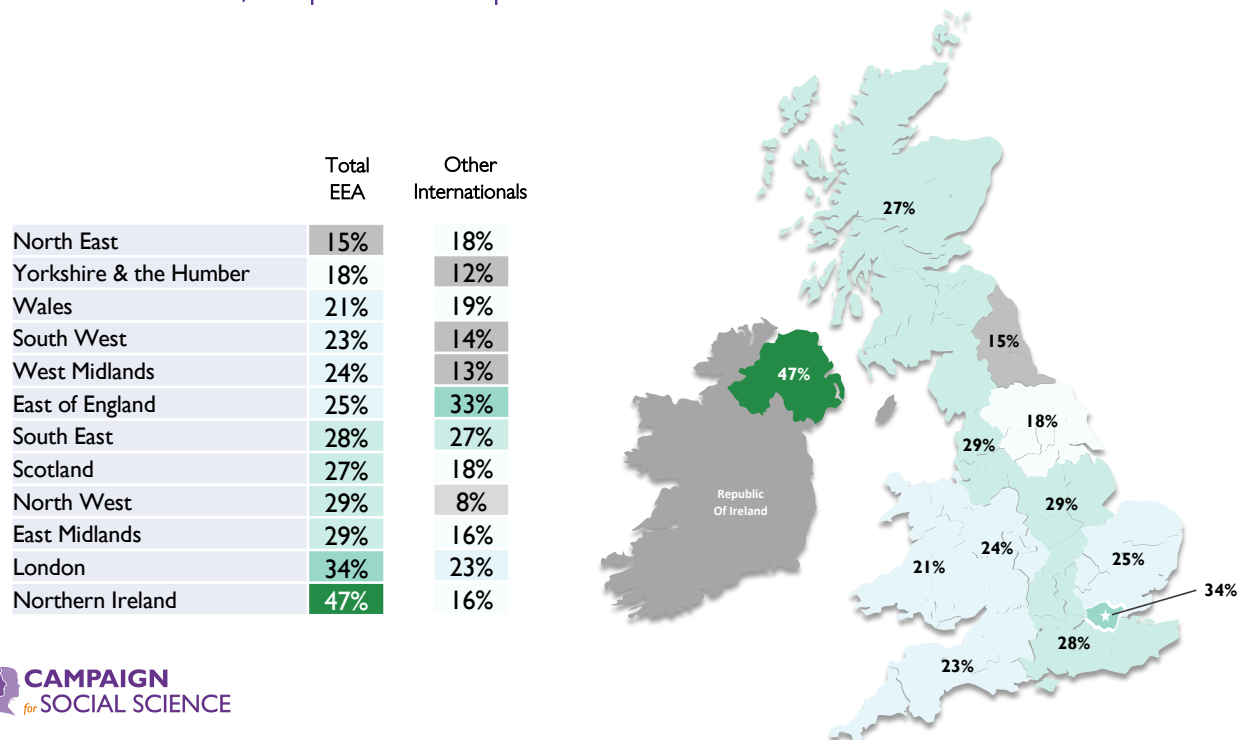 Total Other
EEA Internationals
North East 15% 18%
Yorkshire & the Humber 18% 12%
Wales 21% 19%
South West 23% 14%
West Midlands 24% 13%
East of England 25% 33%
South East 28% 27%
Scotland 27% 18%
North West 29% 8%
East Midlands 29% 16%
London 34% 23%
Northern Ireland 47% 16%
CAMPAIGN
for SOCIAL SCIENCE
27%
15%
47%
18%
29%
Republic
Of Ireland
29%
24%
25%
21%
34%
28%
23%